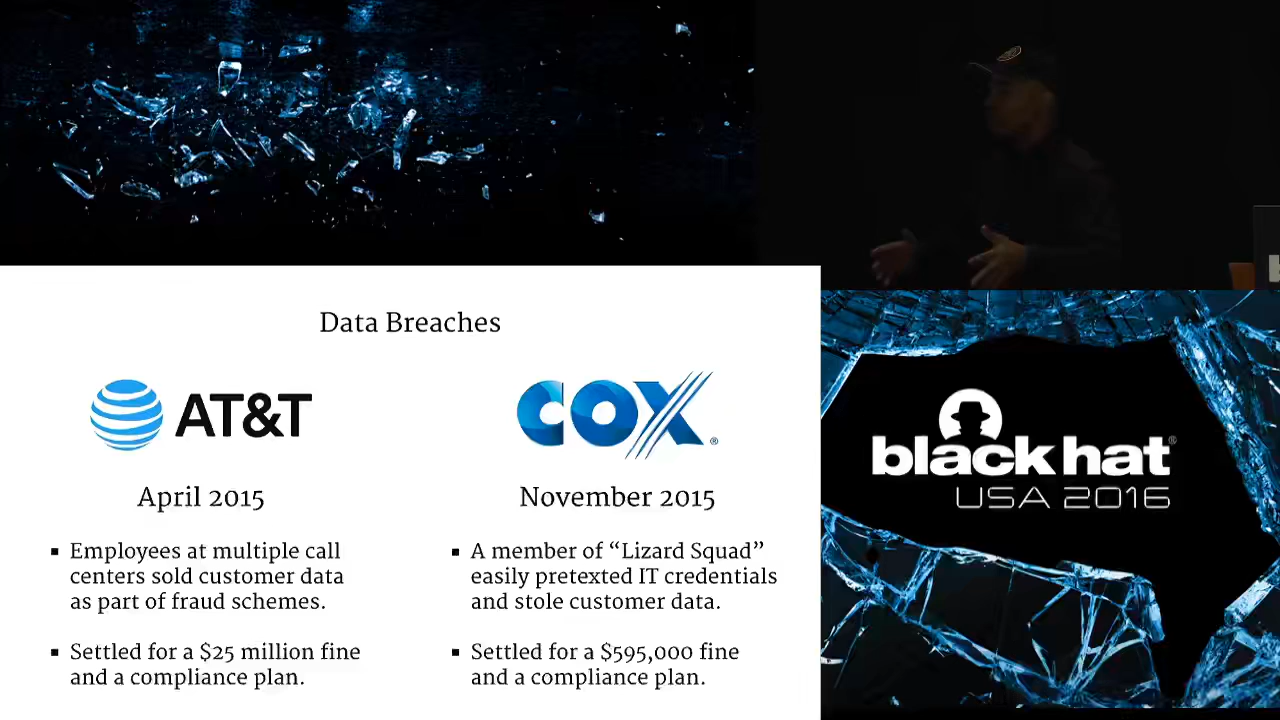 Data Breaches
AT&T
COX®
April 2015
November 2015
▪ Employees at multiple call
centers sold customer data
as part of fraud schemes.
▪ Settled for a $25 million fine
and a compliance plan.
▪ A member of “Lizard Squad”
easily pretexted IT credentials
and stole customer data.
▪ Settled for a $595,000 fine
and a compliance plan.
black hat®
USA 2016